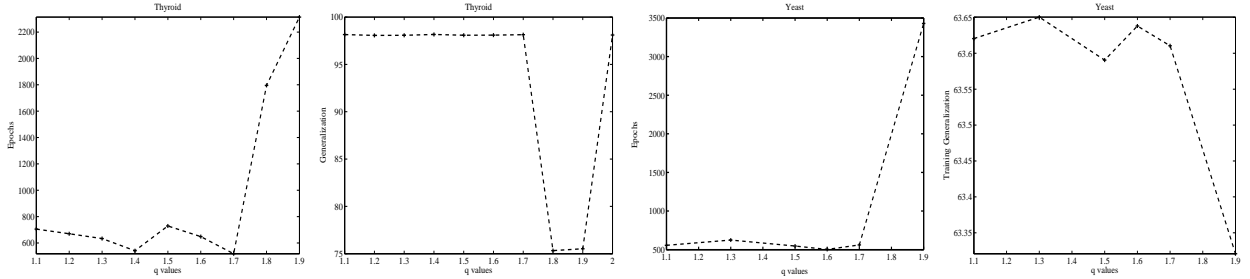 Thyroid
Epochs
2200
2000
1800
1600
1400
1200
1000
800
600
1.1 1.2 1.3 1.4 1.5 1.6 1.7 1.8 1.9
q values
Thyroid
Generalization
100
95
90
85
80
75
1.1 1.2 1.3 1.4 1.5 1.6 1.7 1.8 1.9 2
q values
Yeast
Epochs
3500
3000
3500
2000
1500
1000
500
1.1 1.2 1.3 1.4 1.5 1.6 1.7 1.8 1.9
q values
Yeast
Training Generalization
63.65
63.6
63.55
63.5
63.45
63.4
63.35
1.1 1.2 1.3 1.4 1.5 1.6 1.7 1.8 1.9
q values